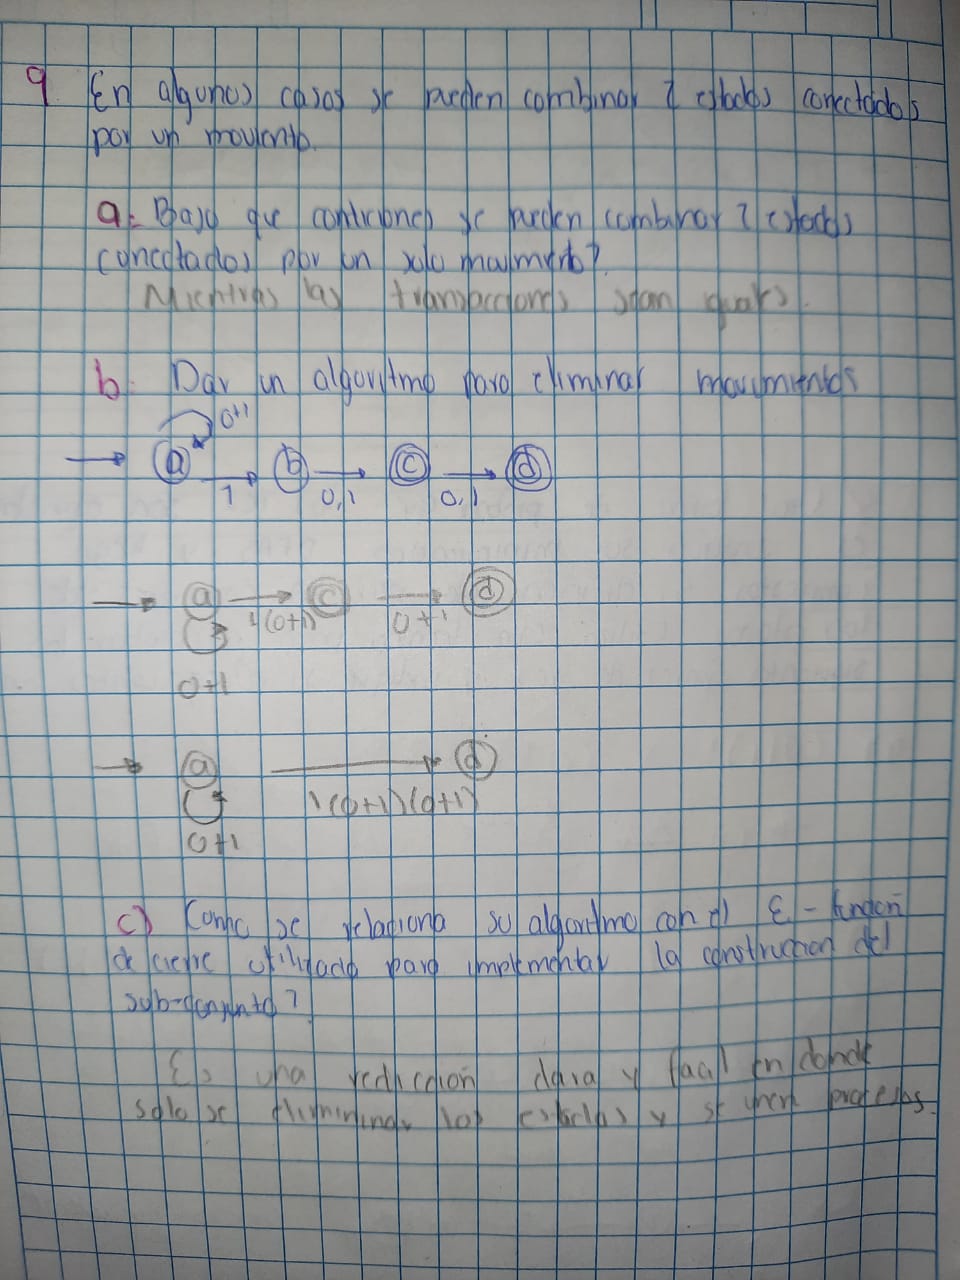 9 En algunos casos se pueden combinar 2 estados conectados
por un moviento.
a: Bajo que condiciones se pueden combinar 2 estados
conectados por un solo movimiento?
Mientras las transacciones sean iguales.
b: Dar un algoritmo para eliminar movimientos
0+1
a b c d
1 0,1 0,1
a c d
1(0+1) 0+1
0+1
a d
1(0+1)(0+1)
0+1
c) Como se relaciona su algoritmo con el ε- función
de cierre utilizado para implementar la construccion del
sub-conjunto?
Es una rediccion clara y facil en donde
solo se los estados y se unen procesos.